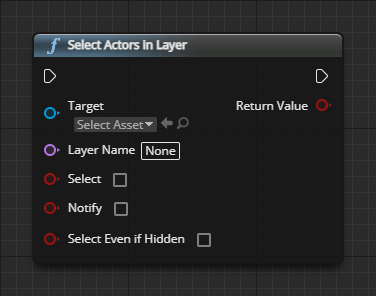 f Select Actors in Layer
Target Return Value
Select Asset
Layer Name None
Select
Notify
Select Even if Hidden